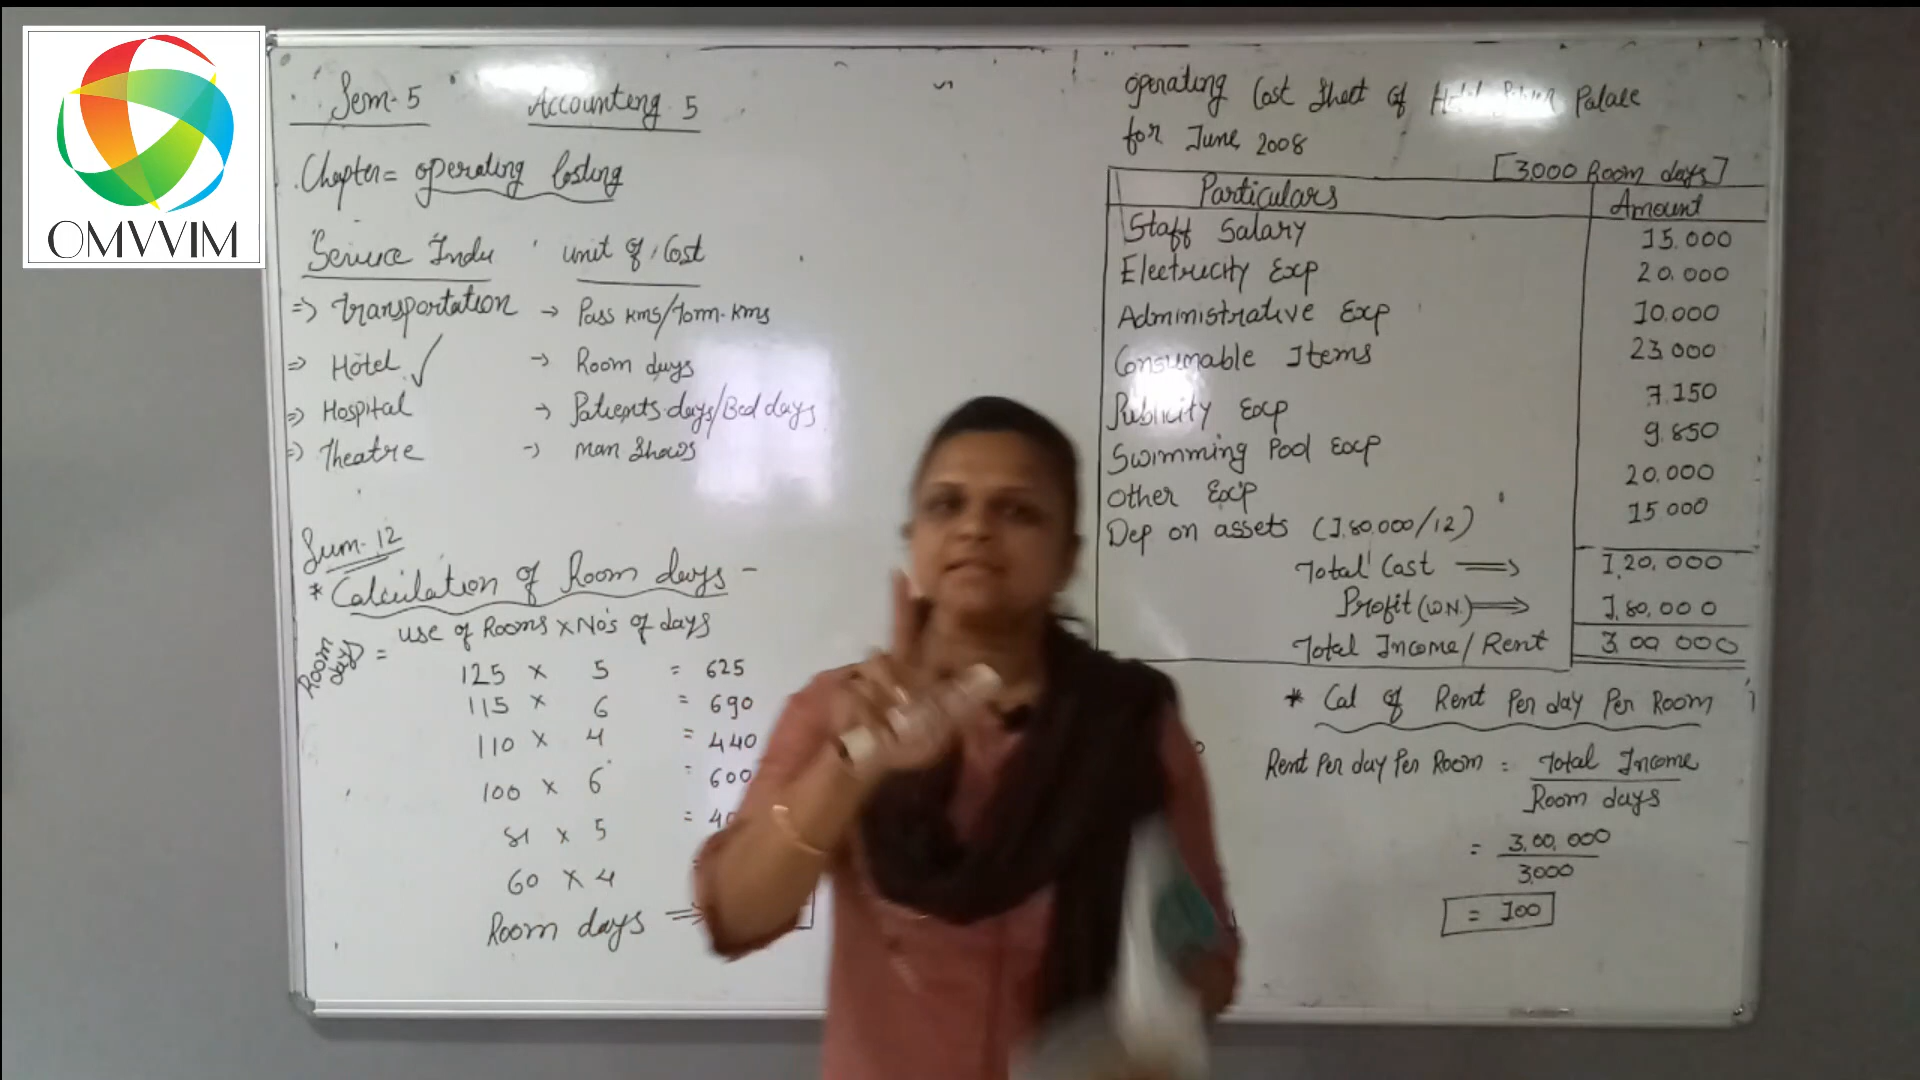 OMVVIM
Sem-5 Accounting 5
Chapter= operating Costing
Service Indu unit of Cost
=> Transportation -> Pass kms/Tonn-kms
=> Hotel ✓ -> Room days
=> Hospital -> Patients days/Bed days
=> Theatre -> man shows
Sum-12
* Calculation of Room days -
Room days = use of Rooms x No's of days
125 x 5 = 625
115 x 6 = 690
110 x 4 = 440
100 x 6 = 600
81 x 5 =
60 x 4
Room days =>
operating Cost Sheet of Palace
for June 2008
[3000 Room days]
Particulars Amount
Staff Salary 15.000
Electricity Exp 20.000
Administrative Exp 10.000
Consumable Items 23.000
Publicity Exp 7.150
Swimming Pool Exp 9.850
Other Exp 20.000
Dep on assets (1,80,000/12) 15000
Total Cost => 1,20,000
Profit (W.N.) => 1,80,000
Total Income/Rent 3,00 000
* Cal of Rent Per day Per Room
Rent Per day Per Room = Total Income
Room days
= 3,00,000
3,000
= 100